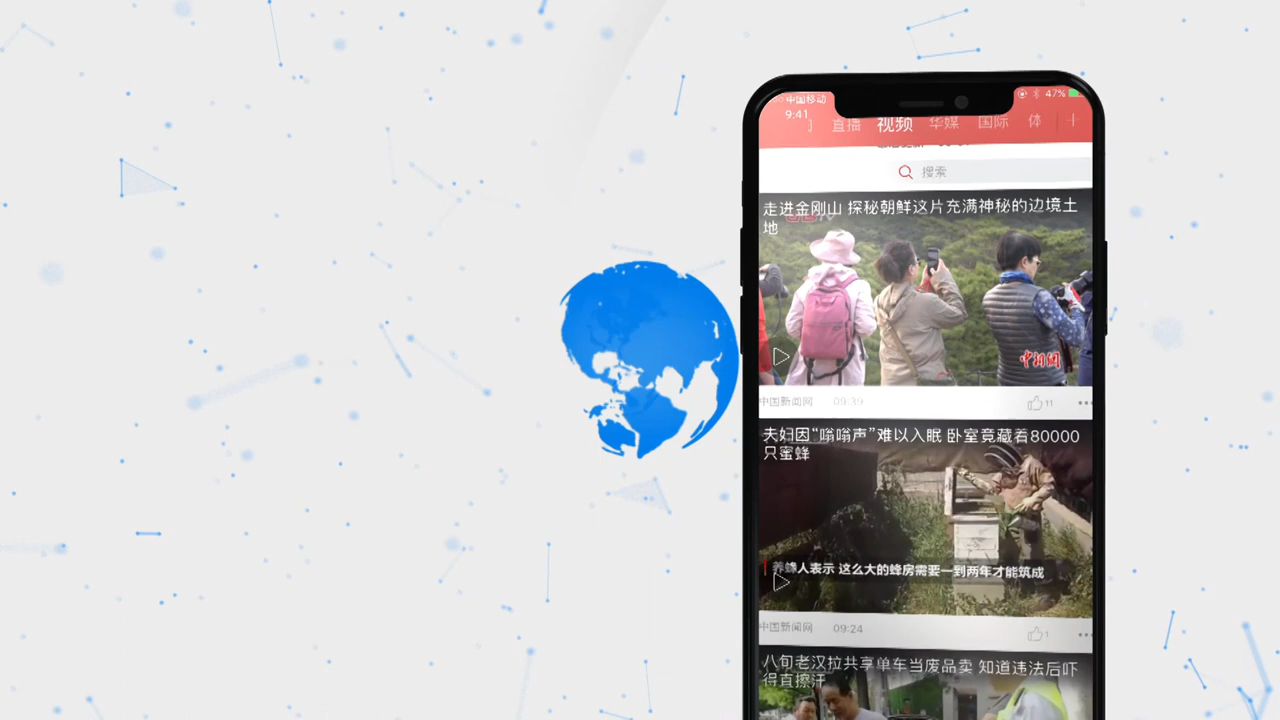 中国移动
47%
9:41
直播 视频 华媒 国际 体
搜索
走进金刚山 探秘朝鲜这片充满神秘的边境土
地
中新网
中国新闻网 09:39 11
夫妇因“嗡嗡声”难以入眠 卧室竟藏着80000
只蜜蜂
养蜂人表示 这么大的蜂房需要一到两年才能筑成
中国新闻网 09:24 1
八旬老汉拉共享单车当废品卖 知道违法后吓
得直擦汗